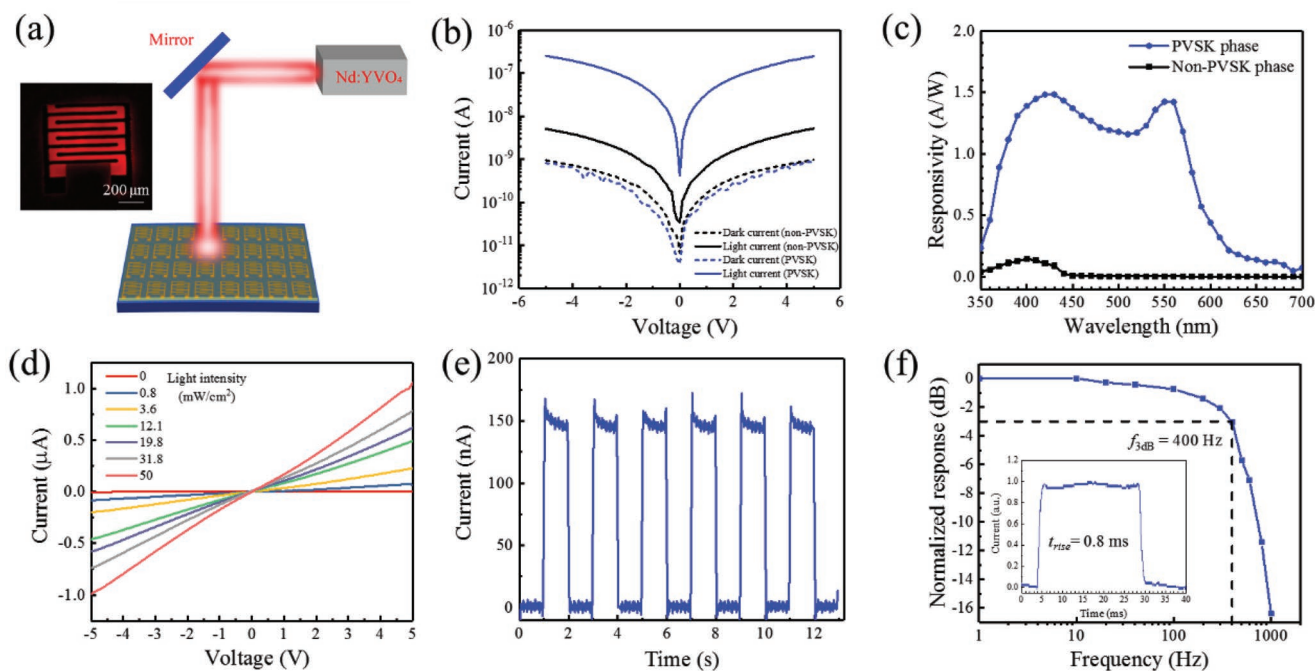 (a)
Mirror
Nd:YVO₄
200 μm
(b)
Current (A)
10⁻⁶
10⁻⁷
10⁻⁸
10⁻⁹
10⁻¹⁰
10⁻¹¹
10⁻¹²
Dark current (non-PVSK)
Light current (non-PVSK)
Dark current (PVSK)
Light current (PVSK)
-6 -4 -2 0 2 4 6
Voltage (V)
(c)
Responsivity (A/W)
2.0
1.5
1.0
0.5
0.0
PVSK phase
Non-PVSK phase
350 400 450 500 550 600 650 700
Wavelength (nm)
(d)
Current (μA)
1.0
0.5
0.0
-0.5
-1.0
Light intensity
(mW/cm²)
0
0.8
3.6
12.1
19.8
31.8
50
-5 -4 -3 -2 -1 0 1 2 3 4 5
Voltage (V)
(e)
Current (nA)
200
150
100
50
0
0 2 4 6 8 10 12
Time (s)
(f)
Normalized response (dB)
0
-2
-4
-6
-8
-10
-12
-14
-16
f3dB = 400 Hz
Current (a.u.)
1.2
1.0
0.8
0.6
0.4
0.2
0.0
trise = 0.8 ms
0 5 10 15 20 25 30 35 40
Time (ms)
1 10 100 1000
Frequency (Hz)